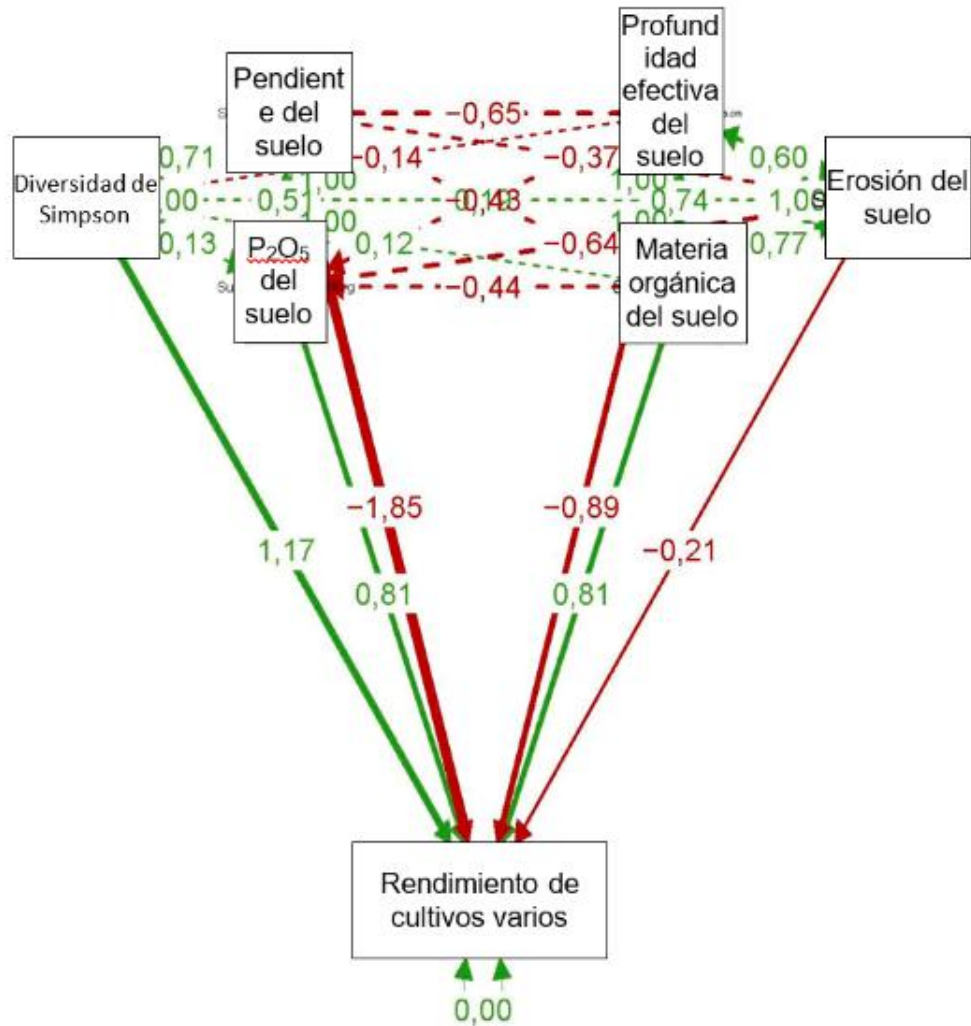 Pendient
e del
suelo
Profund
idad
efectiva
del
suelo
Diversidad de
Simpson
Erosión del
suelo
P₂O₅
del
suelo
Materia
orgánica
del suelo
−0,65
0,71
−0,14
−0,37
0,60
1,00
1,00
0,51
−0,43
0,74
1,00
0,13
0,12
−0,64
0,77
−0,44
−1,85
−0,89
1,17
−0,21
0,81
0,81
Rendimiento de
cultivos varios
0,00